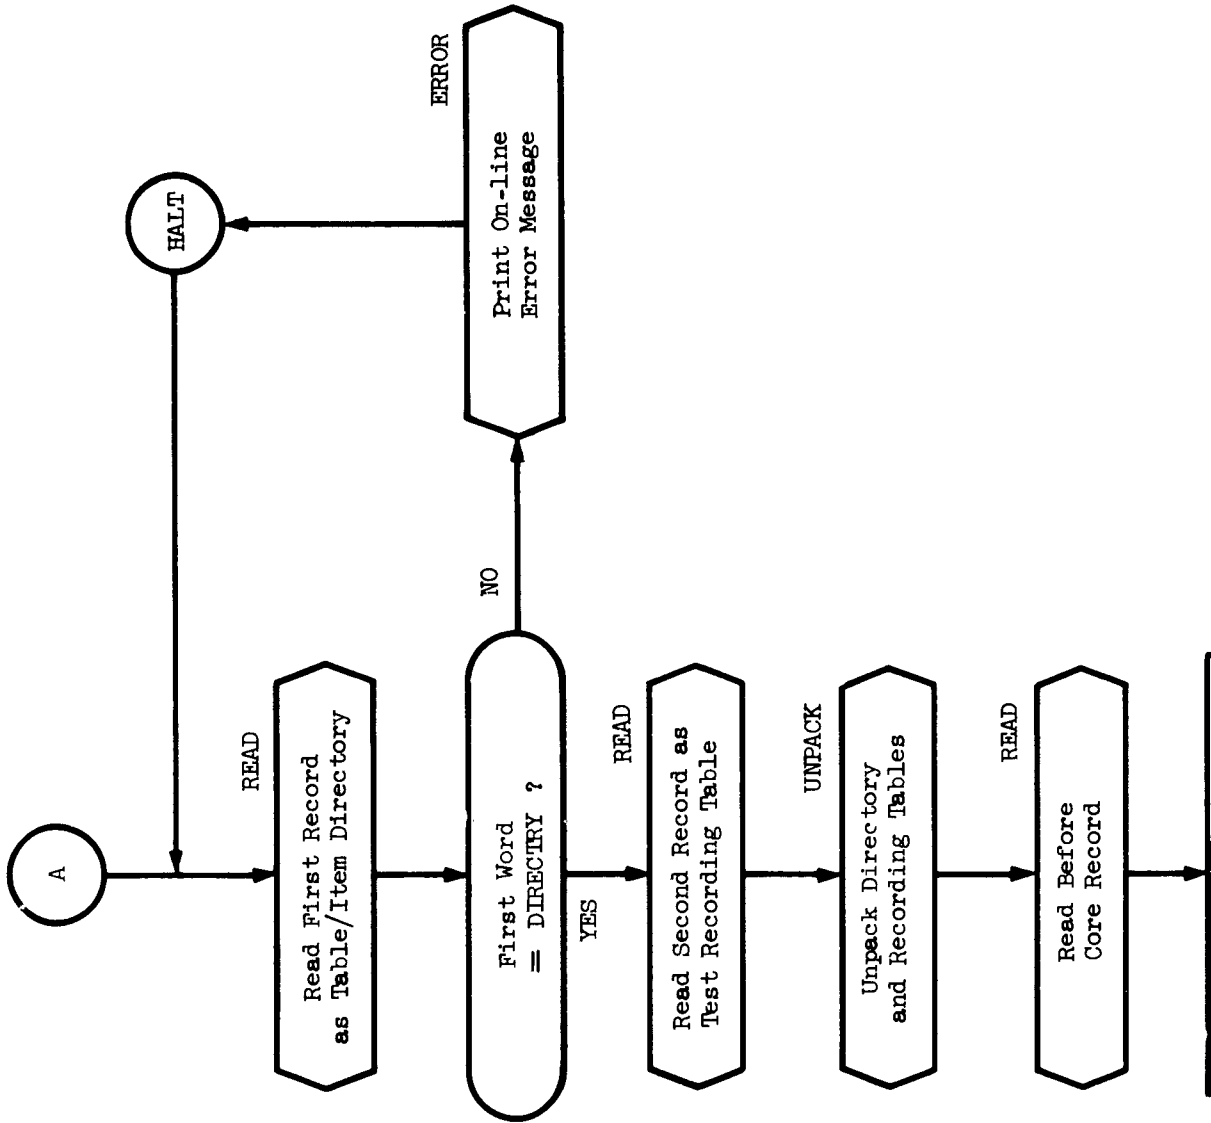 A
HALT
READ
Read First Record
as Table/Item Directory
First Word
= DIRECTRY ?
NO
ERROR
Print On-line
Error Message
YES
READ
Read Second Record as
Test Recording Table
UNPACK
Unpack Directory
and Recording Tables
READ
Read Before
Core Record